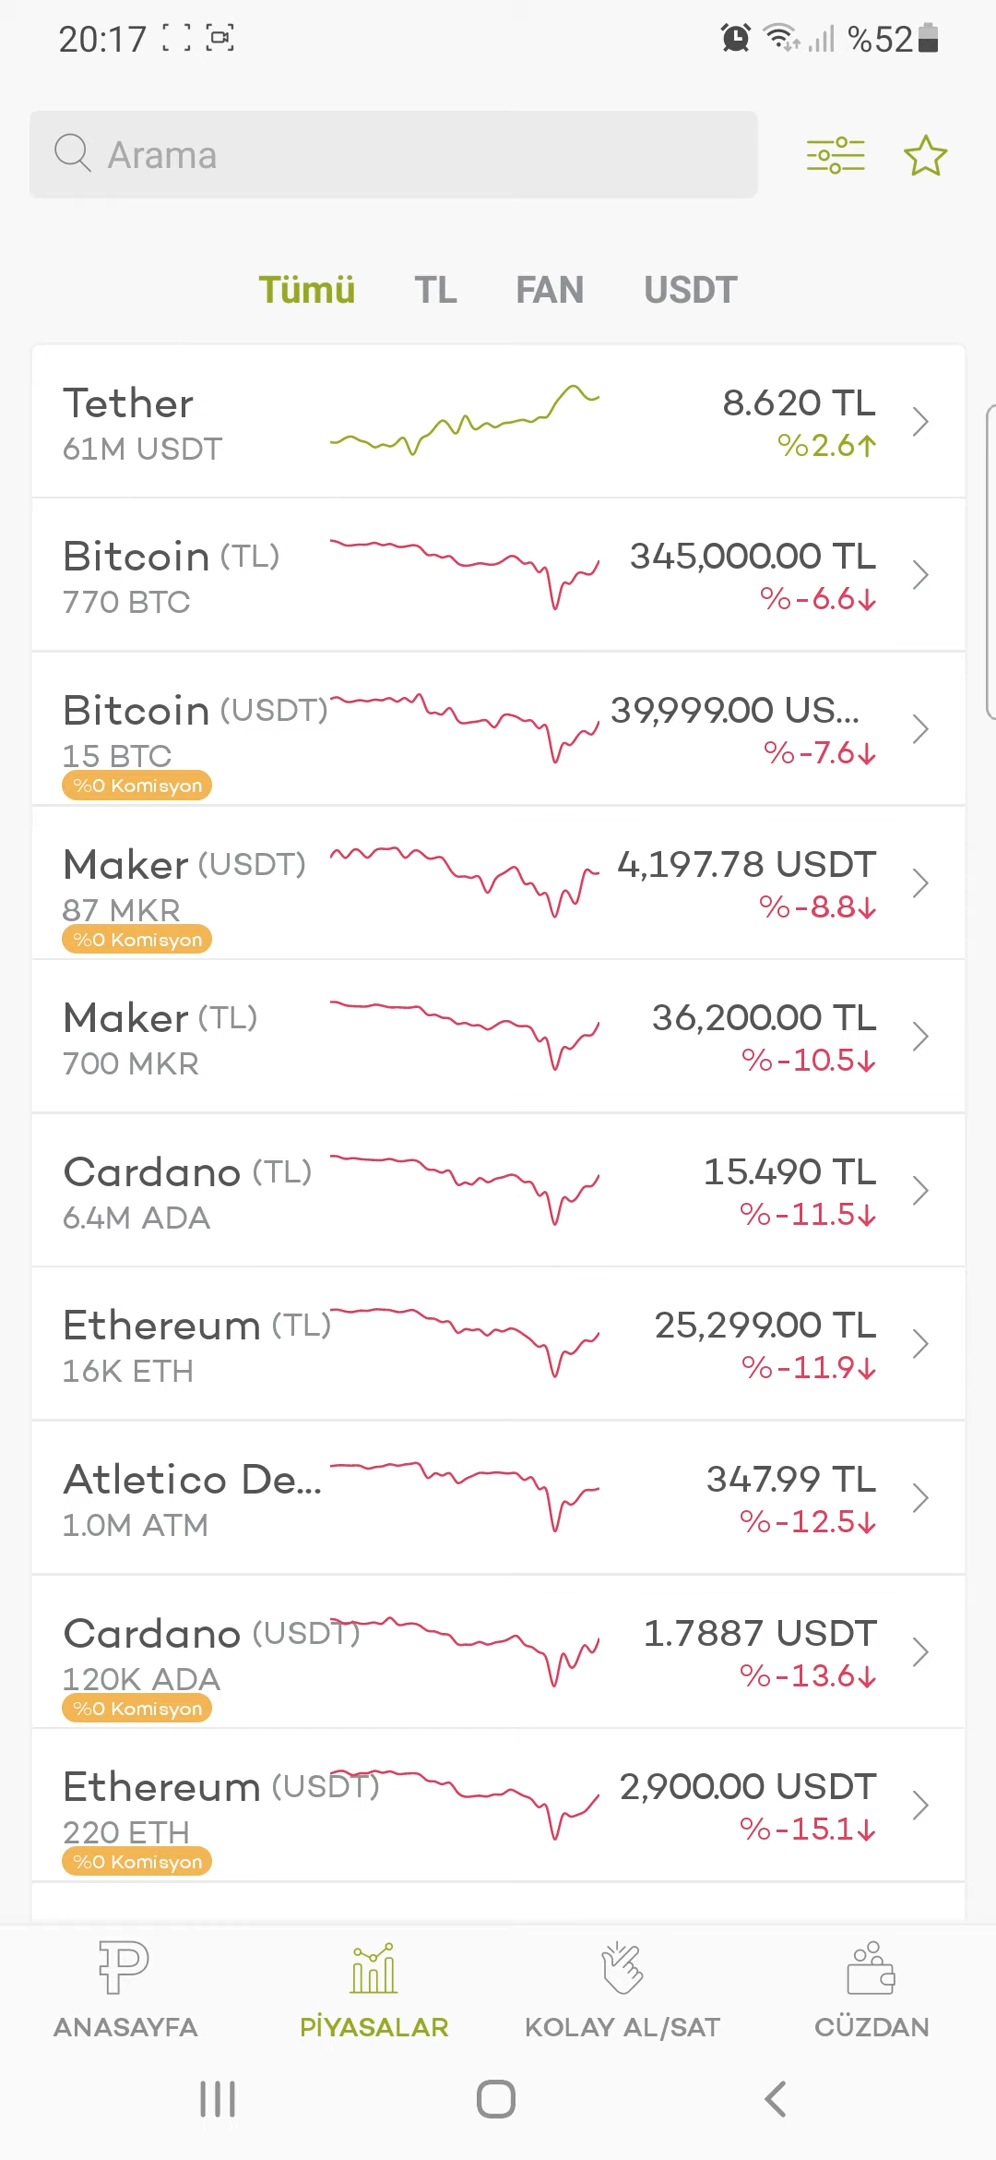 20:17 %52
Arama
Tümü TL FAN USDT
Tether 8.620 TL
61M USDT %2.6↑
Bitcoin (TL) 345,000.00 TL
770 BTC %-6.6↓
Bitcoin (USDT) 39,999.00 US...
15 BTC %-7.6↓
%0 Komisyon
Maker (USDT) 4,197.78 USDT
87 MKR %-8.8↓
%0 Komisyon
Maker (TL) 36,200.00 TL
700 MKR %-10.5↓
Cardano (TL) 15.490 TL
6.4M ADA %-11.5↓
Ethereum (TL) 25,299.00 TL
16K ETH %-11.9↓
Atletico De... 347.99 TL
1.0M ATM %-12.5↓
Cardano (USDT) 1.7887 USDT
120K ADA %-13.6↓
%0 Komisyon
Ethereum (USDT) 2,900.00 USDT
220 ETH %-15.1↓
%0 Komisyon
ANASAYFA PİYASALAR KOLAY AL/SAT CÜZDAN